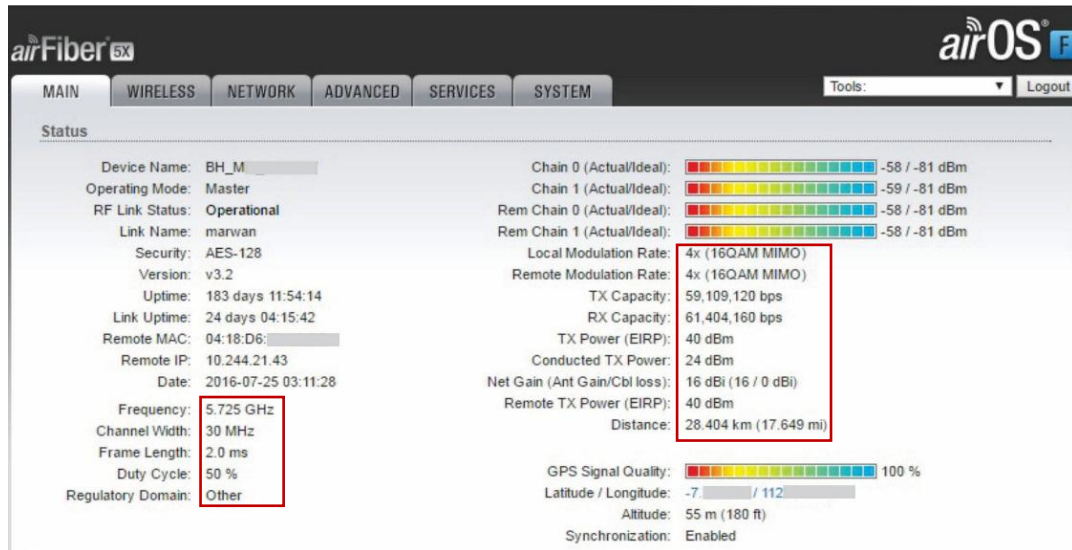 airFiber 5X
airOS F
MAIN WIRELESS NETWORK ADVANCED SERVICES SYSTEM Tools: Logout
Status
Device Name: BH_M
Operating Mode: Master
RF Link Status: Operational
Link Name: marwan
Security: AES-128
Version: v3.2
Uptime: 183 days 11:54:14
Link Uptime: 24 days 04:15:42
Remote MAC: 04:18:D6:
Remote IP: 10.244.21.43
Date: 2016-07-25 03:11:28
Frequency: 5.725 GHz
Channel Width: 30 MHz
Frame Length: 2.0 ms
Duty Cycle: 50 %
Regulatory Domain: Other
Chain 0 (Actual/Ideal): -58 / -81 dBm
Chain 1 (Actual/Ideal): -59 / -81 dBm
Rem Chain 0 (Actual/Ideal): -58 / -81 dBm
Rem Chain 1 (Actual/Ideal): -58 / -81 dBm
Local Modulation Rate: 4x (16QAM MIMO)
Remote Modulation Rate: 4x (16QAM MIMO)
TX Capacity: 59,109,120 bps
RX Capacity: 61,404,160 bps
TX Power (EIRP): 40 dBm
Conducted TX Power: 24 dBm
Net Gain (Ant Gain/Cbl loss): 16 dBi (16 / 0 dBi)
Remote TX Power (EIRP): 40 dBm
Distance: 28.404 km (17.649 mi)
GPS Signal Quality: 100 %
Latitude / Longitude: -7. / 112
Altitude: 55 m (180 ft)
Synchronization: Enabled